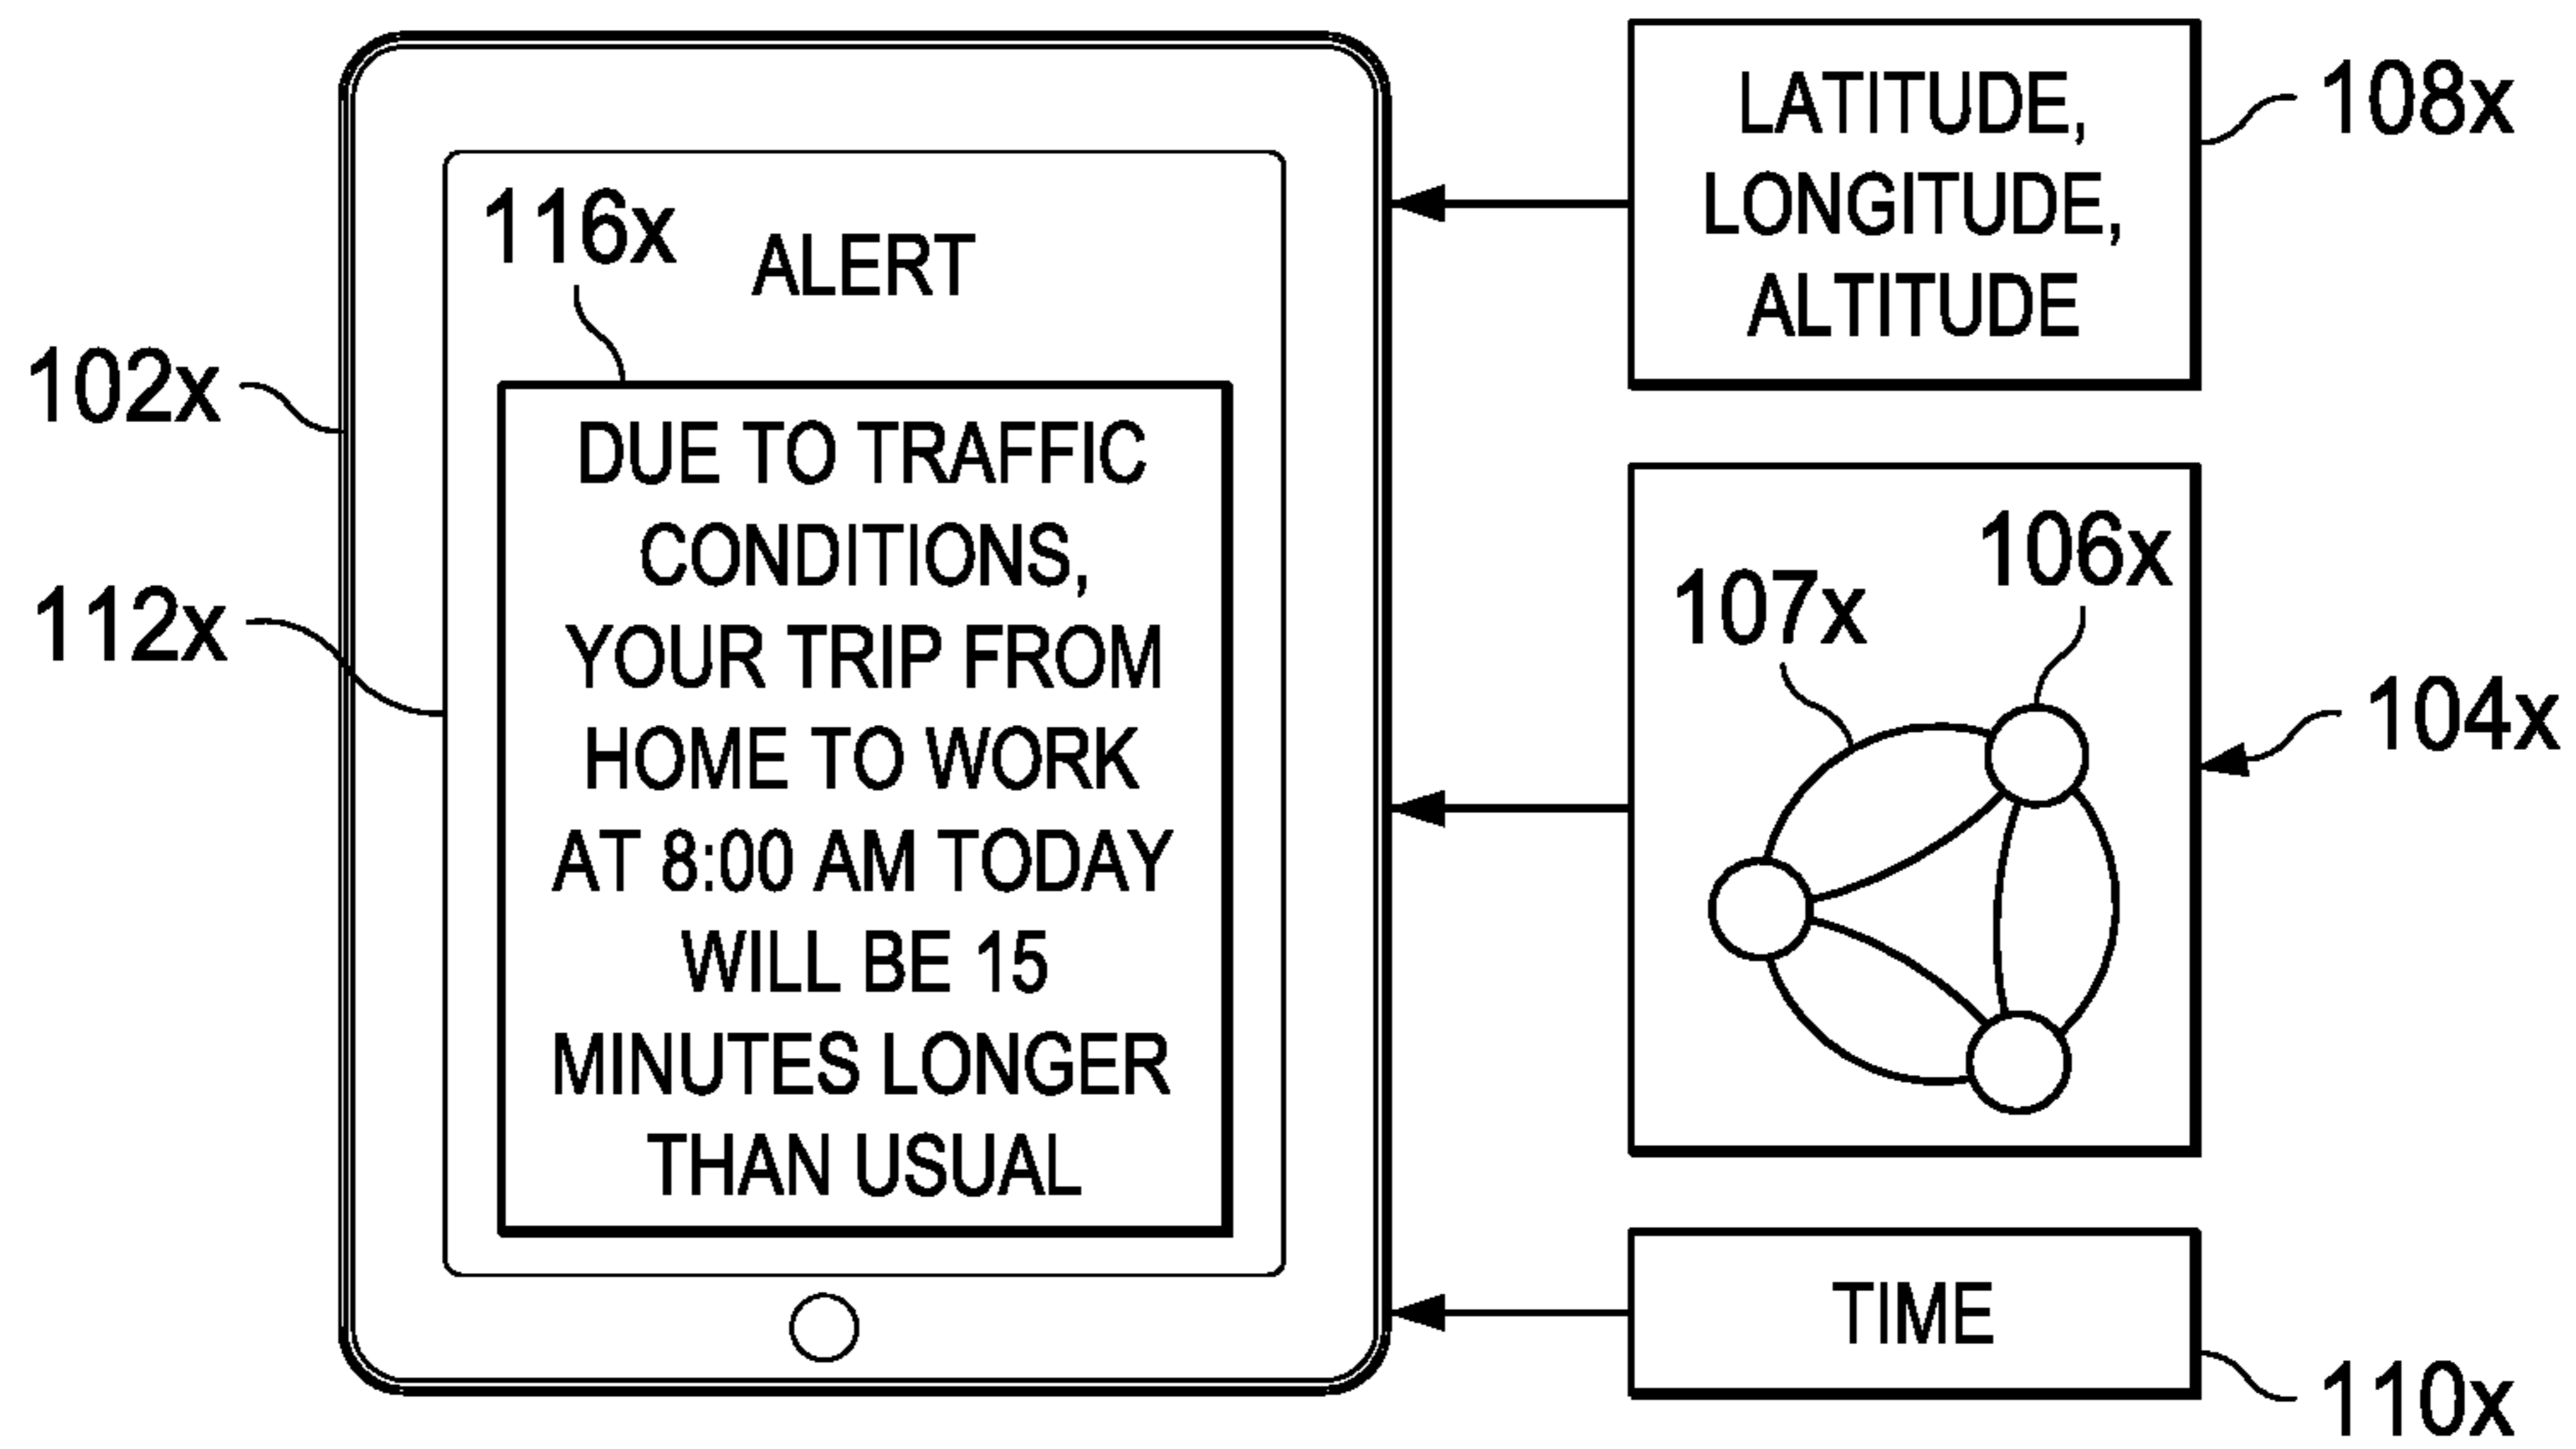 116x
ALERT
DUE TO TRAFFIC
CONDITIONS,
YOUR TRIP FROM
HOME TO WORK
AT 8:00 AM TODAY
WILL BE 15
MINUTES LONGER
THAN USUAL
102x
112x
LATITUDE,
LONGITUDE,
ALTITUDE
108x
106x
107x
104x
TIME
110x